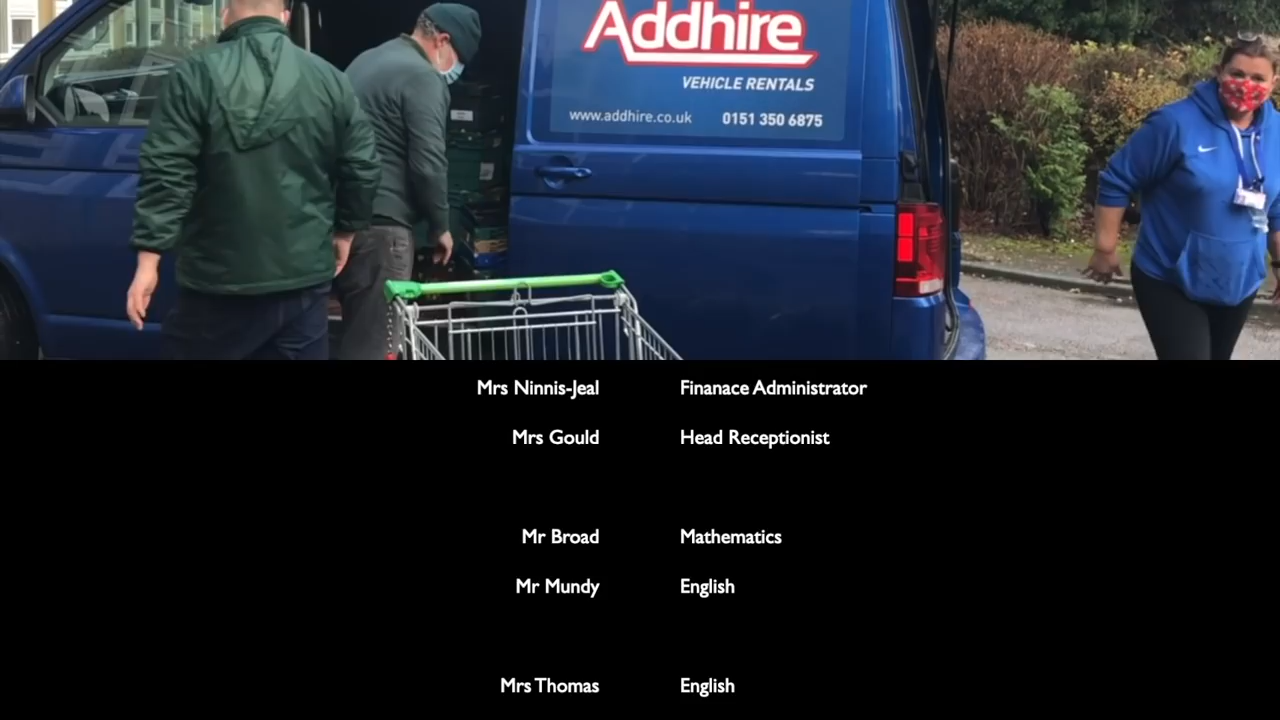 Addhire
VEHICLE RENTALS
www.addhire.co.uk 0151 350 6875
Mrs Ninnis-Jeal Finanace Administrator
Mrs Gould Head Receptionist
Mr Broad Mathematics
Mr Mundy English
Mrs Thomas English